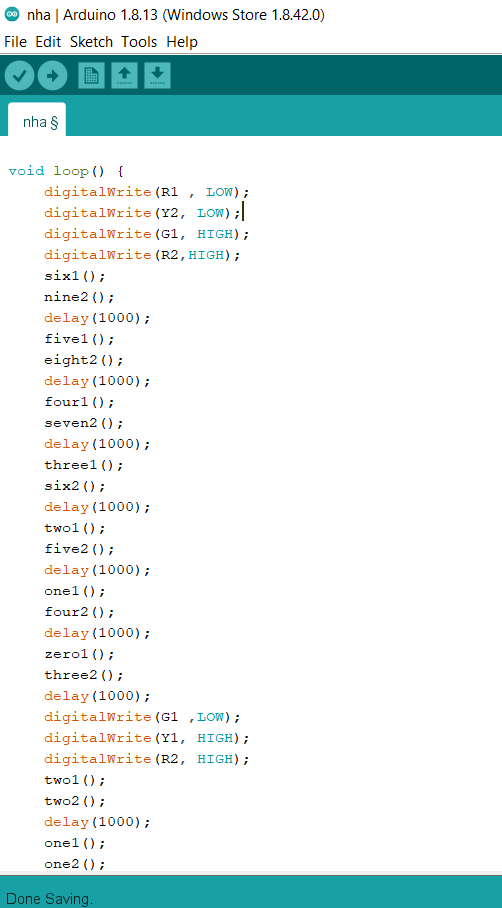 nha | Arduino 1.8.13 (Windows Store 1.8.42.0)
File Edit Sketch Tools Help
nha §
void loop() {
digitalWrite(R1 , LOW);
digitalWrite(Y2, LOW);
digitalWrite(G1, HIGH);
digitalWrite(R2,HIGH);
six1();
nine2();
delay(1000);
five1();
eight2();
delay(1000);
four1();
seven2();
delay(1000);
three1();
six2();
delay(1000);
two1();
five2();
delay(1000);
one1();
four2();
delay(1000);
zero1();
three2();
delay(1000);
digitalWrite(G1 ,LOW);
digitalWrite(Y1, HIGH);
digitalWrite(R2, HIGH);
two1();
two2();
delay(1000);
one1();
one2();
Done Saving.